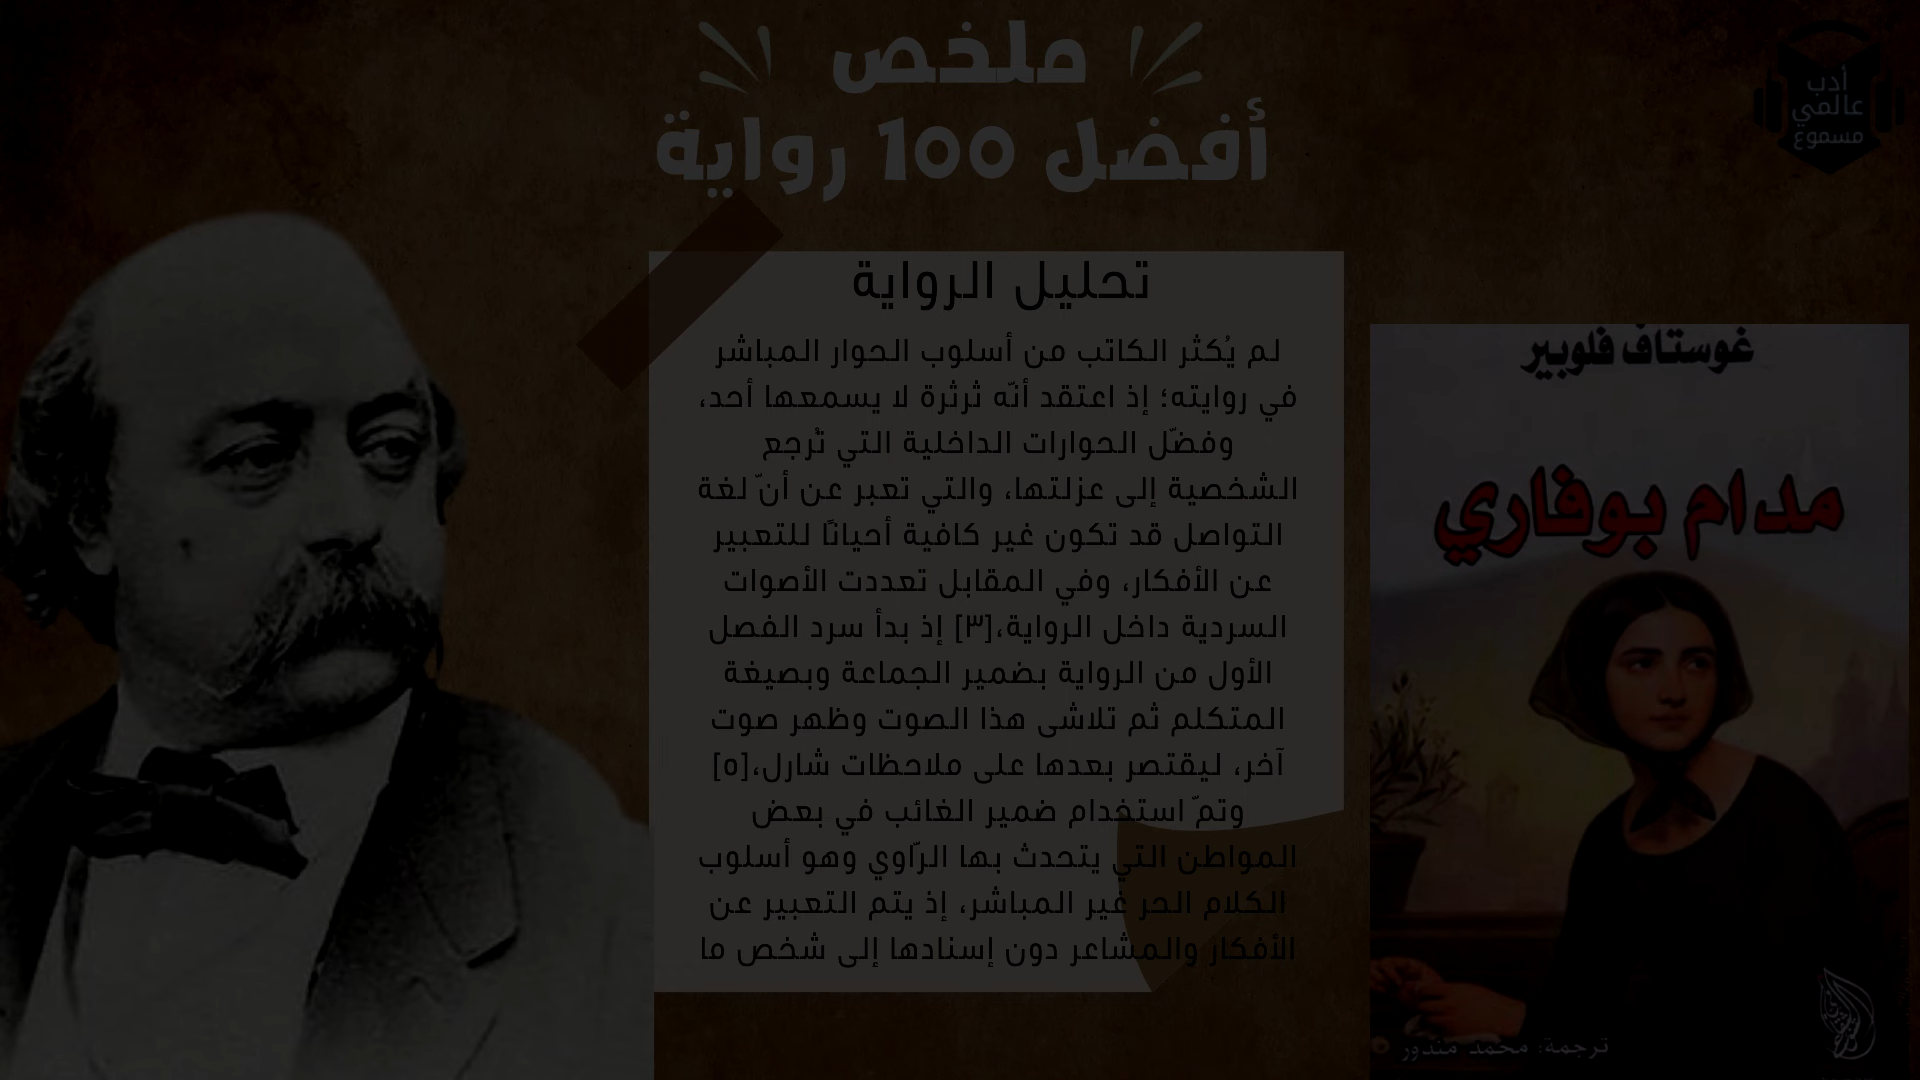 ملخص
أفضل 100 رواية
أدب
عالمي
مسموع
تحليل الرواية
لم يُكثر الكاتب من أسلوب الحوار المباشر
في روايته؛ إذ اعتقد أنّه ثرثرة لا يسمعها أحد،
وفضّل الحوارات الداخلية التي تُرجع
الشخصية إلى عزلتها، والتي تعبر عن أنّ لغة
التواصل قد تكون غير كافية أحيانًا للتعبير
عن الأفكار، وفي المقابل تعددت الأصوات
السردية داخل الرواية،[٣] إذ بدأ سرد الفصل
الأول من الرواية بضمير الجماعة وبصيغة
المتكلم ثم تلاشى هذا الصوت وظهر صوت
آخر، ليقتصر بعدها على ملاحظات شارل،[٥]
وتمّ استخدام ضمير الغائب في بعض
المواطن التي يتحدث بها الرّاوي وهو أسلوب
الكلام الحر غير المباشر، إذ يتم التعبير عن
الأفكار والمشاعر دون إسنادها إلى شخص ما
غوستاف فلوبير
مدام بوفاري
ترجمة: محمد مندور